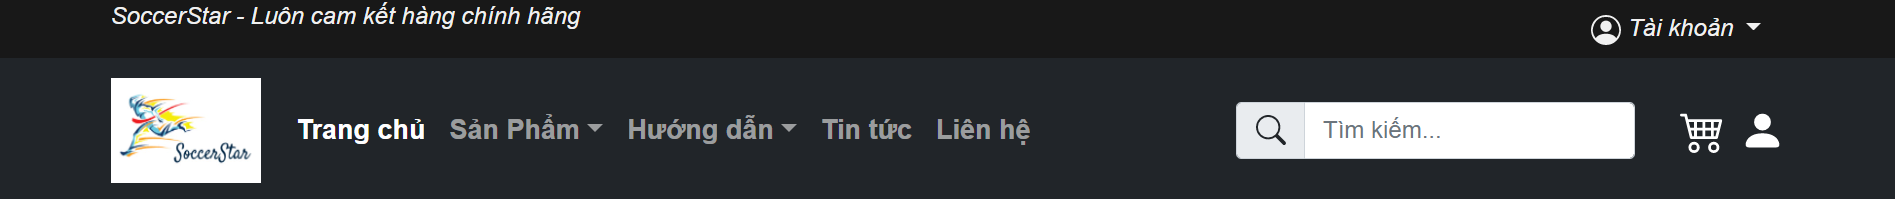 SoccerStar - Luôn cam kết hàng chính hãng
Tài khoản
SoccerStar
Trang chủ Sản Phẩm Hướng dẫn Tin tức Liên hệ
Tìm kiếm...